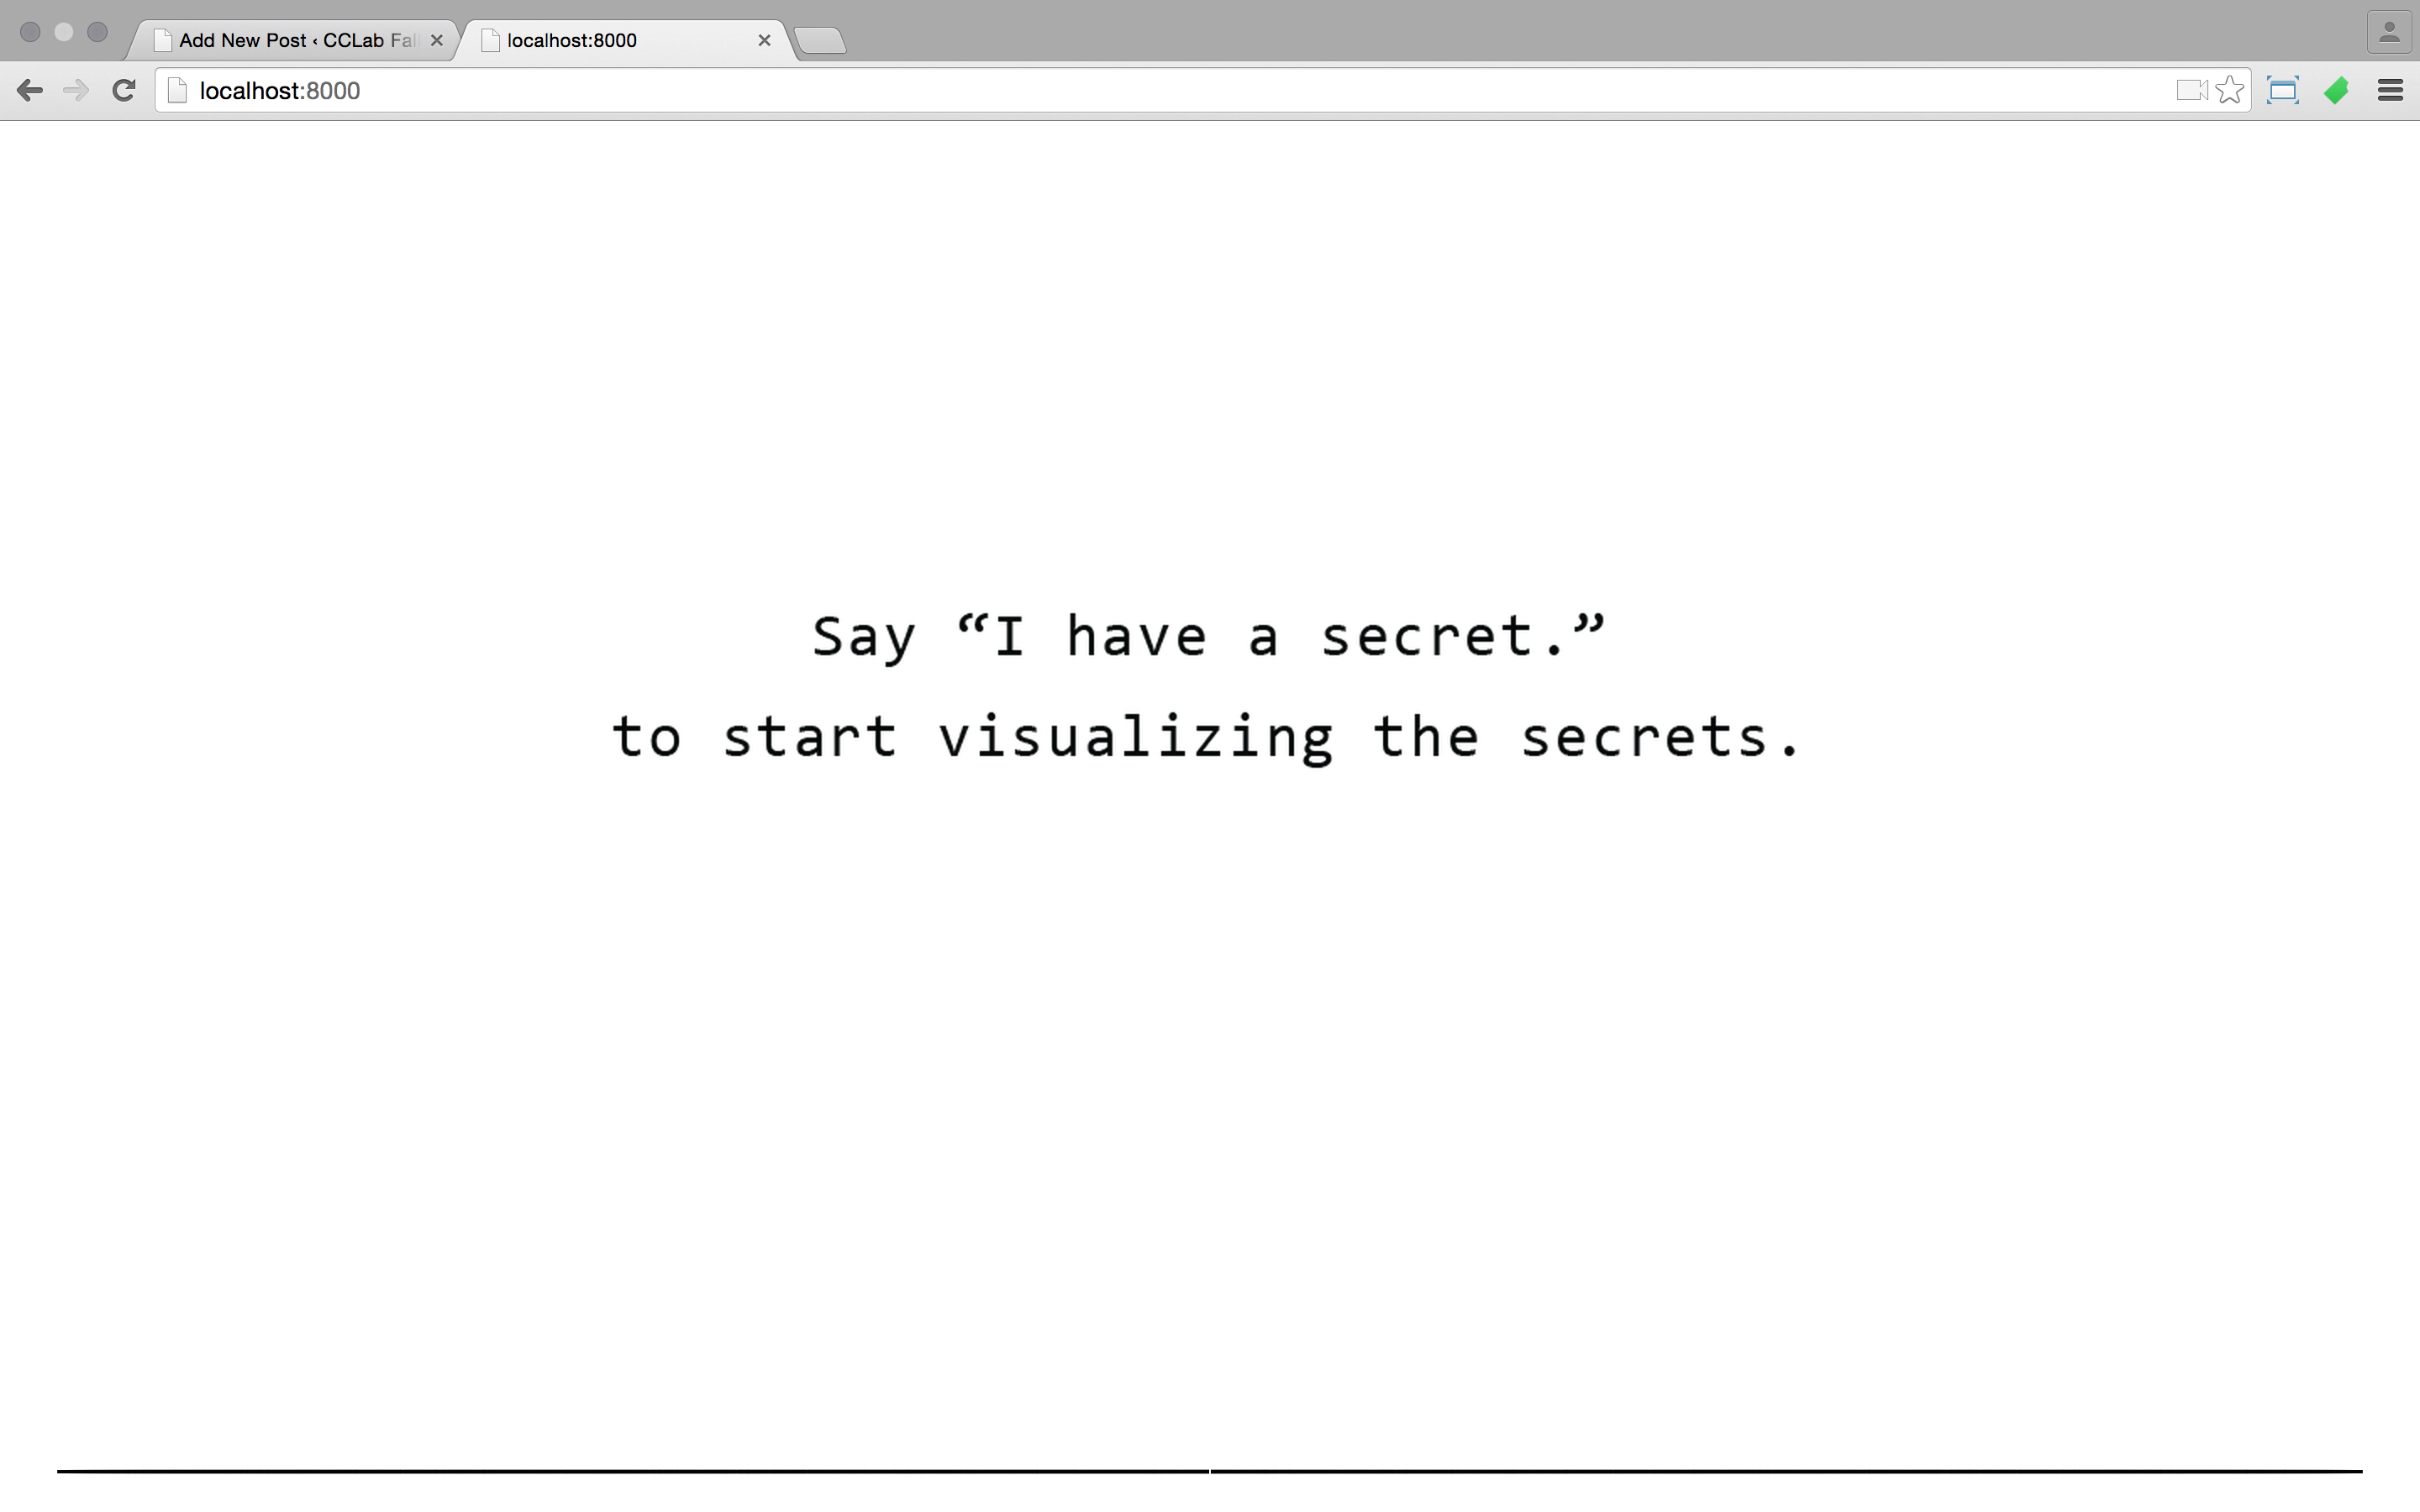 Add New Post ‹ CCLab Fal
localhost:8000
localhost:8000
Say “I have a secret.”
to start visualizing the secrets.